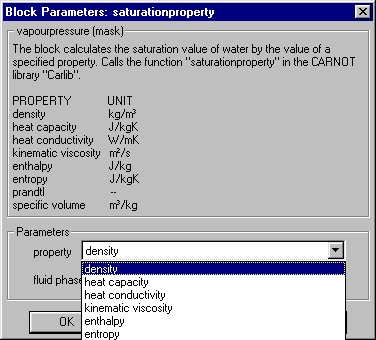 Block Parameters: saturationproperty
vapourpressure (mask)
The block calculates the saturation value of water by the value of a
specified property. Calls the function "saturationproperty" in the CARNOT
library "Carlib".
PROPERTY UNIT
density kg/m³
heat capacity J/kgK
heat conductivity W/mK
kinematic viscosity m²/s
enthalpy J/kg
entropy J/kgK
prandtl --
specific volume m³/kg
Parameters
property density
density
fluid phase heat capacity
heat conductivity
kinematic viscosity
OK enthalpy
entropy